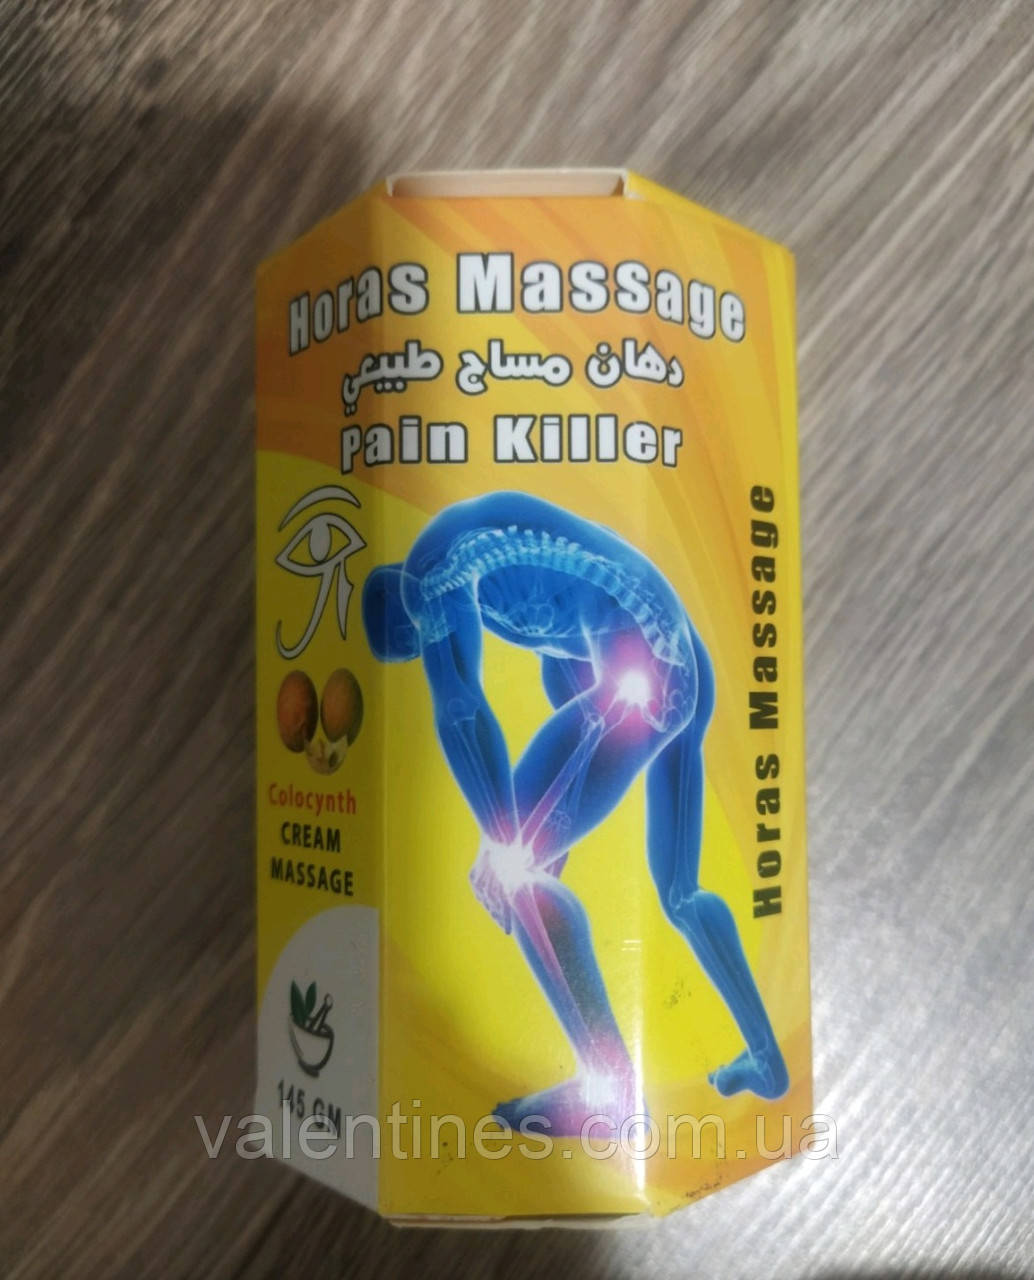 Horas Massage
دهان مساج طبيعي
Pain Killer
Colocynth
CREAM
MASSAGE
145 GM
Horas Massage
valentines.com.ua